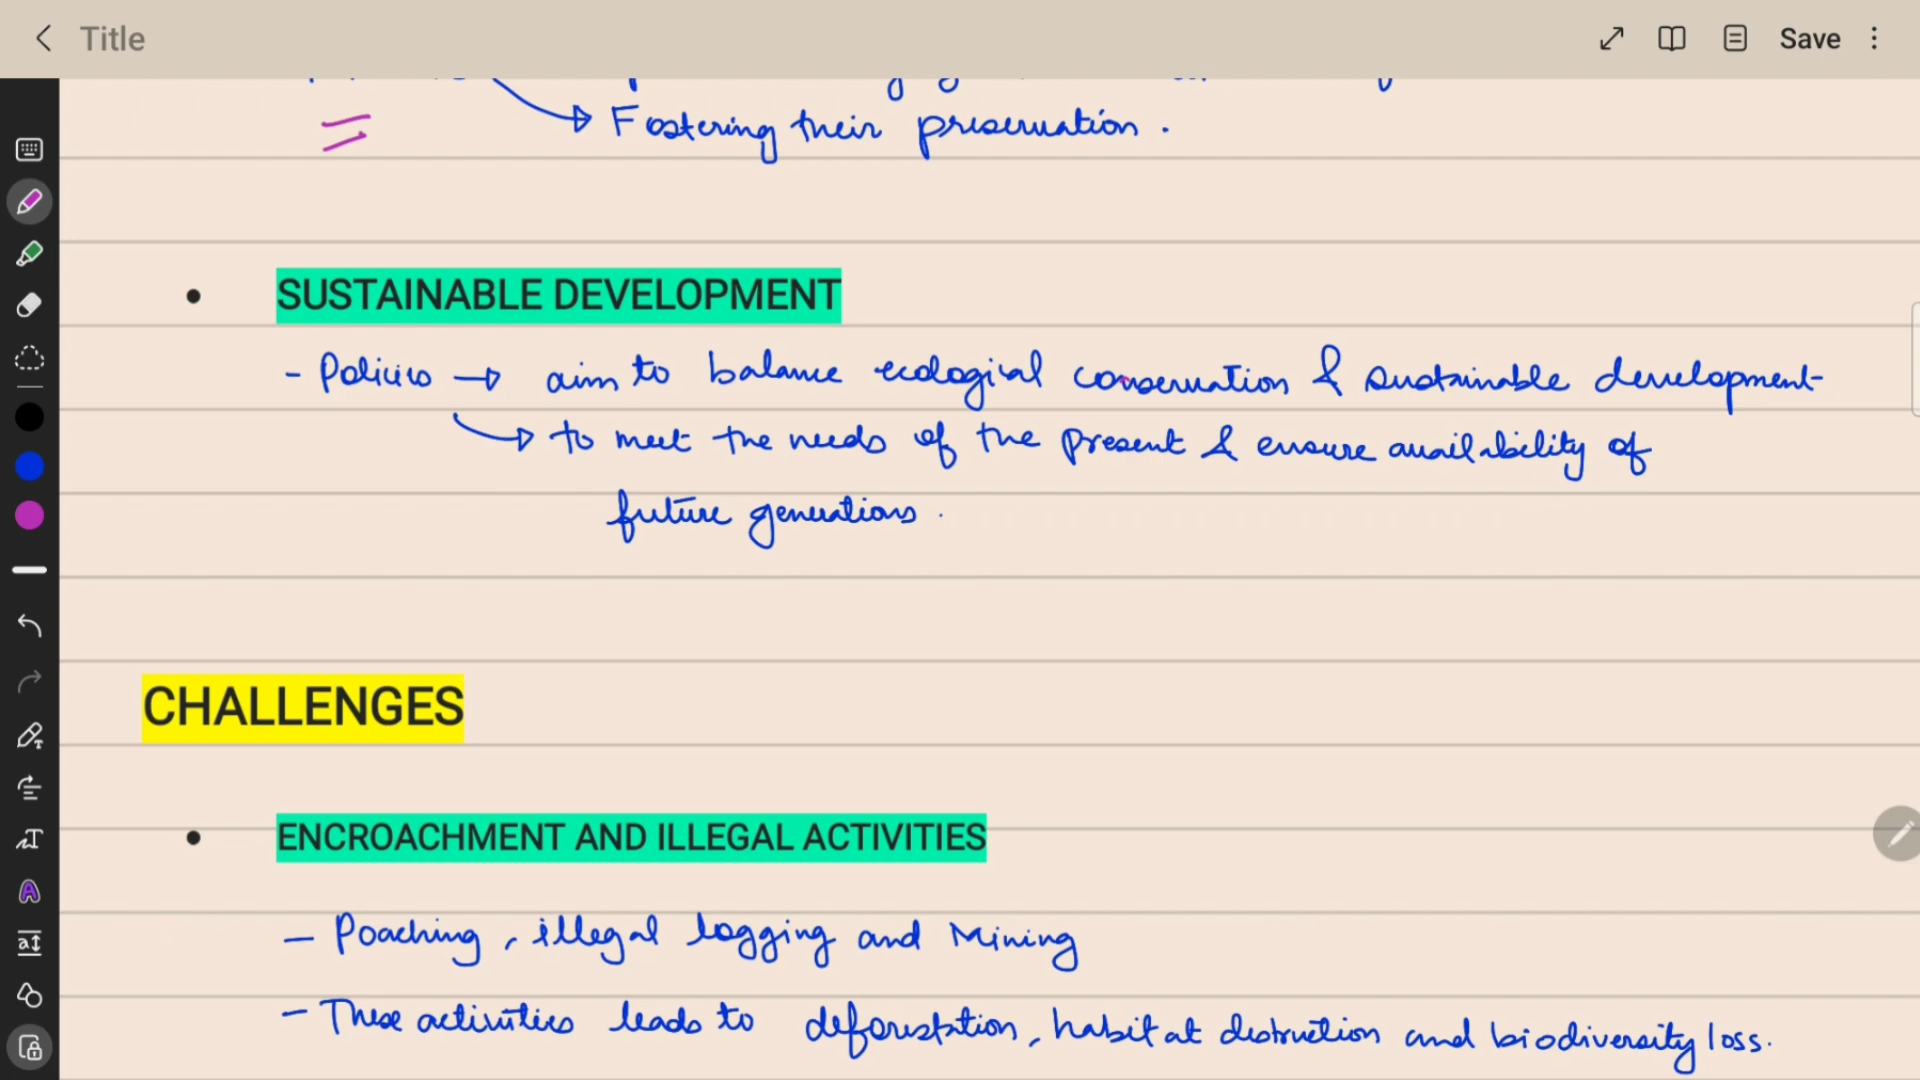 Title
Save
→ Fostering their preservation.
• SUSTAINABLE DEVELOPMENT
- Policies → aim to balance ecological conservation & sustainable development
→ to meet the needs of the present & ensure availability of
future generations.
CHALLENGES
• ENCROACHMENT AND ILLEGAL ACTIVITIES
- Poaching, illegal logging and Mining
- These activities leads to deforestation, habitat distruction and biodiversity loss.